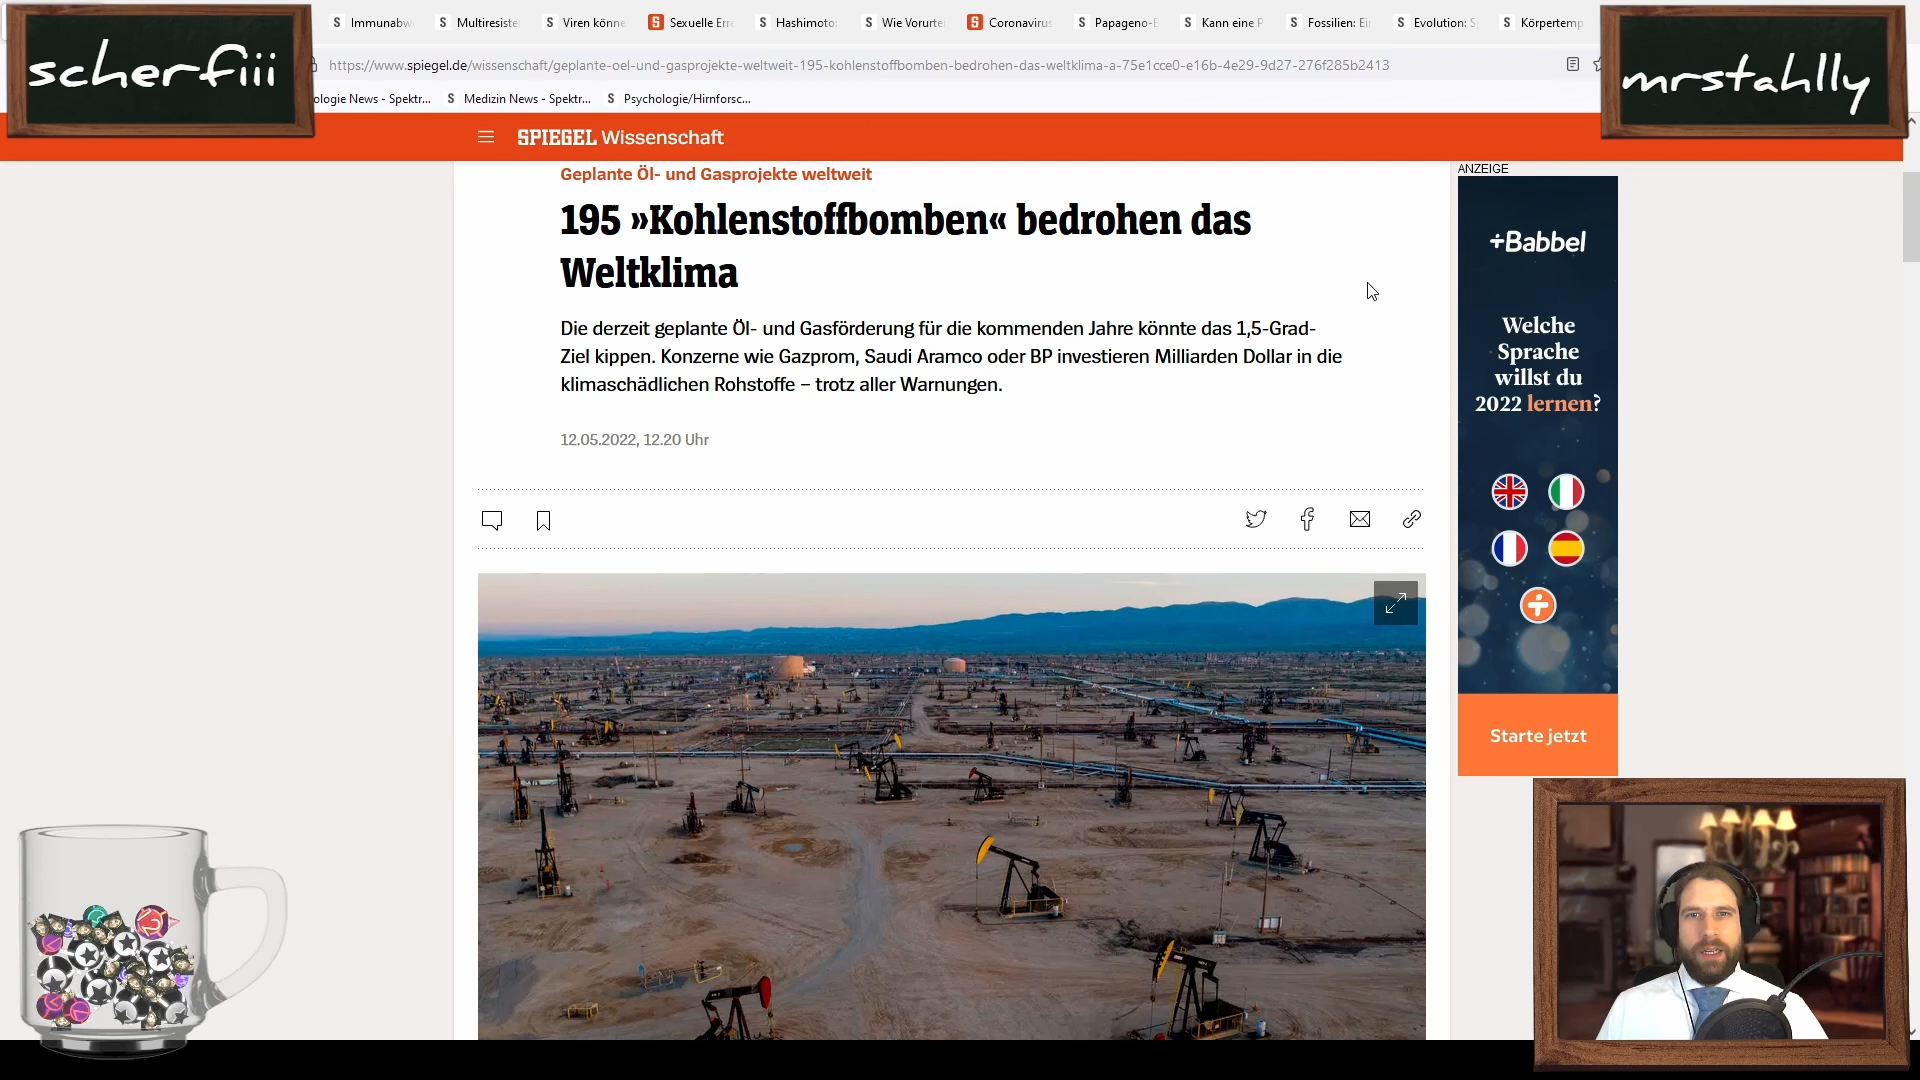 scherfiii
Immunabw
Multiresiste
Viren könne
Sexuelle Erre
Hashimoto:
Wie Vorurtei
Coronavirus
Papageno-E
Kann eine P
Fossilien: Ei
Evolution: S
Körpertemp
mrstahlly
https://www.spiegel.de/wissenschaft/geplante-oel-und-gasprojekte-weltweit-195-kohlenstoffbomben-bedrohen-das-weltklima-a-75e1cce0-e16b-4e29-9d27-276f285b2413
ologie News - Spektr...
Medizin News - Spektr...
Psychologie/Hirnforsc...
SPIEGEL Wissenschaft
Geplante Öl- und Gasprojekte weltweit
195 »Kohlenstoffbomben« bedrohen das
Weltklima
Die derzeit geplante Öl- und Gasförderung für die kommenden Jahre könnte das 1,5-Grad-
Ziel kippen. Konzerne wie Gazprom, Saudi Aramco oder BP investieren Milliarden Dollar in die
klimaschädlichen Rohstoffe – trotz aller Warnungen.
12.05.2022, 12.20 Uhr
ANZEIGE
+Babbel
Welche
Sprache
willst du
2022 lernen?
Starte jetzt